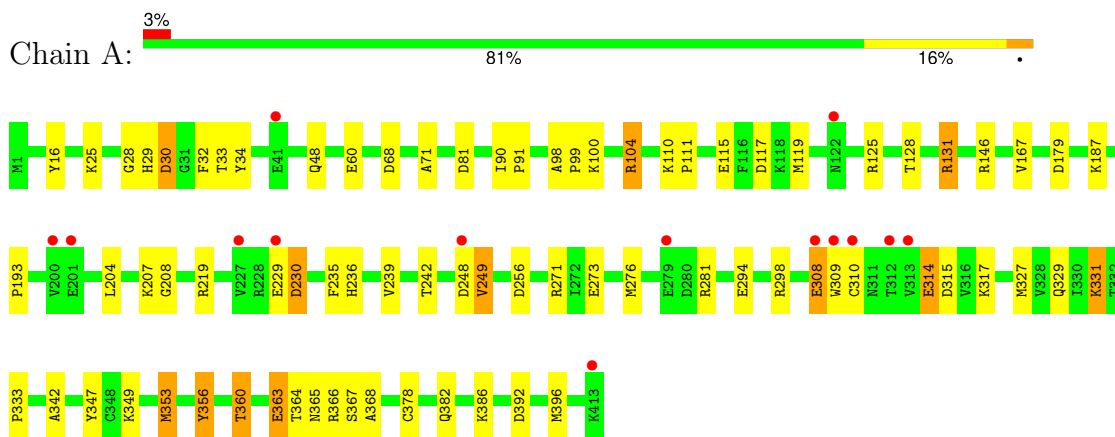 3%
Chain A:
81% 16% •
M1 Y16 K25 G28 H29 D30 G31 F32 T33 Y34 E41 Q48 E60 D68 A71 D81 I90 P91 A98 P99 K100 R104 K110 P111 E115 F116 D117 K118 M119 N122 R125 T128 R131 R146 V167 D179 K187
P193 V200 E201 L204 K207 G208 R219 V227 R228 E229 D230 F235 H236 V239 T242 D248 V249 D256 R271 I272 E273 M276 E279 D280 R281 E294 R298 E308 W309 C310 N311 T312 V313 E314 D315 V316 K317 M327 V328 Q329 I330 K331 T332
P333 A342 Y347 C348 K349 M353 Y356 T360 E363 T364 N365 R366 S367 A368 C378 Q382 K386 D392 M396 K413